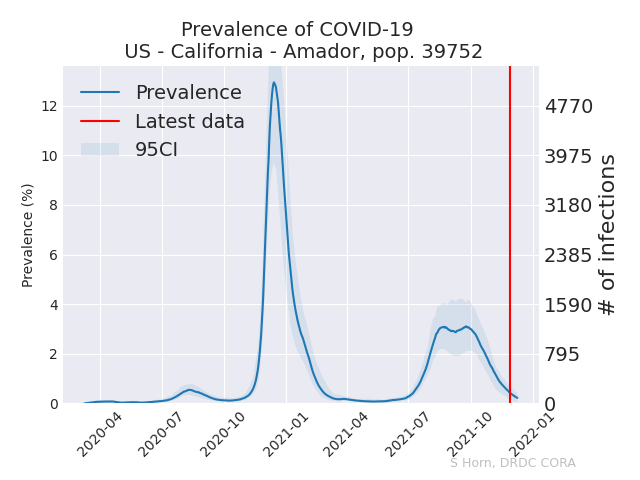 Prevalence of COVID-19
US - California - Amador, pop. 39752
Prevalence
Latest data
95CI
Prevalence (%)
12
10
8
6
4
2
0
4770
3975
3180
2385
1590
795
0
# of infections
2020-04
2020-07
2020-10
2021-01
2021-04
2021-07
2021-10
2022-01
S Horn, DRDC CORA